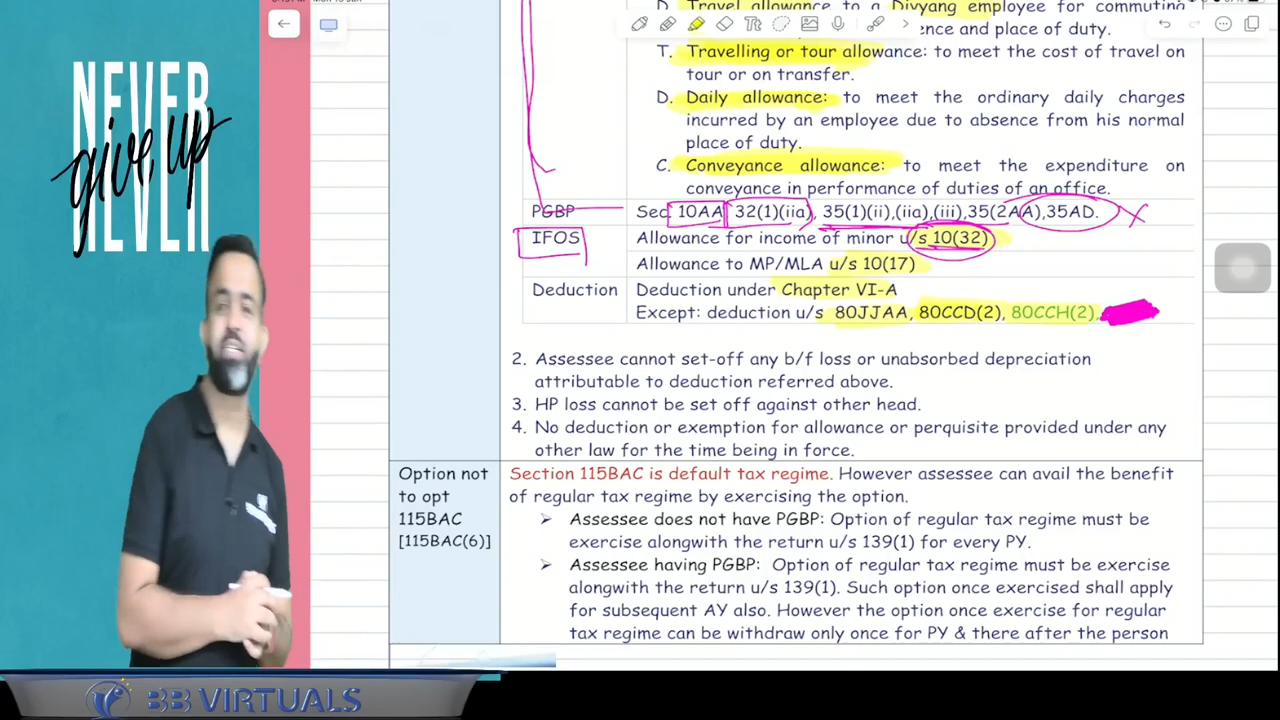 NEVER
give up
NEVER
D. Travel allowance to a Divyang employee for commuting
ence and place of duty.
T. Travelling or tour allowance: to meet the cost of travel on
tour or on transfer.
D. Daily allowance: to meet the ordinary daily charges
incurred by an employee due to absence from his normal
place of duty.
C. Conveyance allowance: to meet the expenditure on
conveyance in performance of duties of an office.
PGBP Sec 10AA 32(1)(iia), 35(1)(ii),(iia),(iii),35(2AA),35AD. X
IFOS Allowance for income of minor u/s 10(32)
Allowance to MP/MLA u/s 10(17)
Deduction Deduction under Chapter VI-A
Except: deduction u/s 80JJAA, 80CCD(2), 80CCH(2),
2. Assessee cannot set-off any b/f loss or unabsorbed depreciation
attributable to deduction referred above.
3. HP loss cannot be set off against other head.
4. No deduction or exemption for allowance or perquisite provided under any
other law for the time being in force.
Option not
to opt
115BAC
[115BAC(6)]
Section 115BAC is default tax regime. However assessee can avail the benefit
of regular tax regime by exercising the option.
➢ Assessee does not have PGBP: Option of regular tax regime must be
exercise alongwith the return u/s 139(1) for every PY.
➢ Assessee having PGBP: Option of regular tax regime must be exercise
alongwith the return u/s 139(1). Such option once exercised shall apply
for subsequent AY also. However the option once exercise for regular
tax regime can be withdraw only once for PY & there after the person
BB VIRTUALS